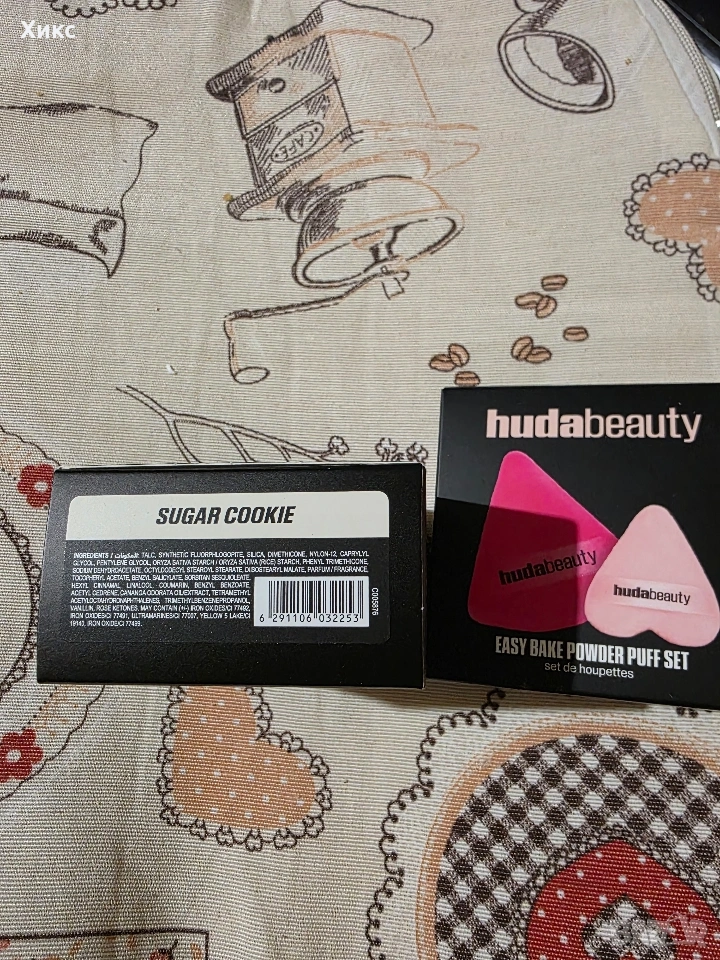 Хикс
CAFE
hudabeauty
hudabeauty
hudabeauty
EASY BAKE POWDER PUFF SET
set de houpettes
SUGAR COOKIE
INGREDIENTS / المكونات: TALC, SYNTHETIC FLUORPHLOGOPITE, SILICA, DIMETHICONE, NYLON-12, CAPRYLYL
GLYCOL, PENTYLENE GLYCOL, ORYZA SATIVA STARCH / ORYZA SATIVA (RICE) STARCH, PHENYL TRIMETHICONE,
SODIUM DEHYDROACETATE, OCTYLDODECYL STEAROYL STEARATE, DIISOSTEARYL MALATE, PARFUM / FRAGRANCE,
TOCOPHERYL ACETATE, BENZYL SALICYLATE, SORBITAN SESQUIOLEATE,
HEXYL CINNAMAL, LINALOOL, COUMARIN, BENZYL BENZOATE,
ACETYL CEDRENE, CANANGA ODORATA OIL/EXTRACT, TETRAMETHYL
ACETYLOCTAHYDRONAPHTHALENES, TRIMETHYLBENZENEPROPANOL,
VANILLIN, ROSE KETONES, MAY CONTAIN (+/-) IRON OXIDES/CI 77492,
IRON OXIDES/CI 77491, ULTRAMARINES/CI 77007, YELLOW 5 LAKE/CI
19140, IRON OXIDES/CI 77499.
6 291106 032253